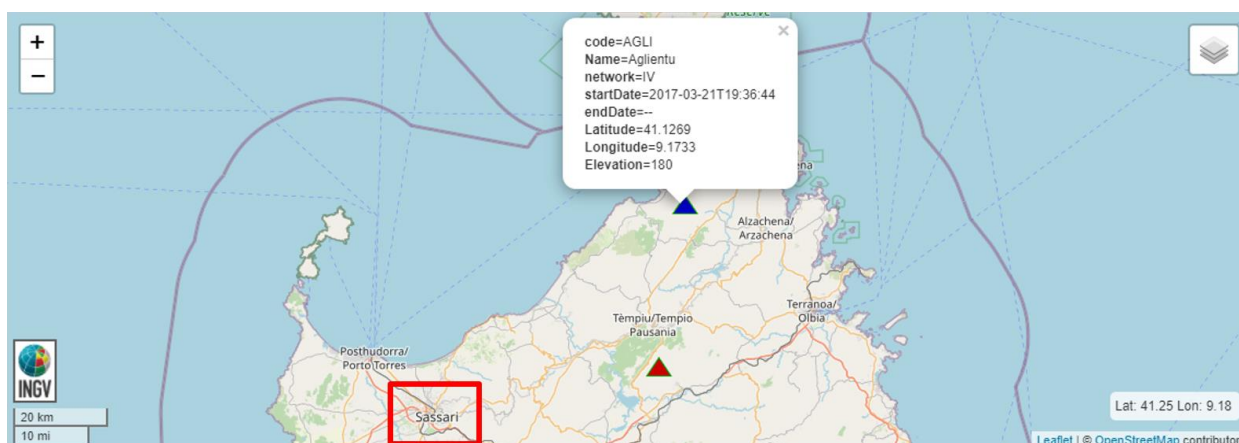 RESERVE
+
−
×
code=AGLI
Name=Aglientu
network=IV
startDate=2017-03-21T19:36:44
endDate=--
Latitude=41.1269
Longitude=9.1733
Elevation=180
Alzachena/
Arzachena
Terranoa/
Olbia
Tèmpiu/Tempio
Pausania
Posthudorra/
Porto Torres
Sassari
INGV
20 km
10 mi
Lat: 41.25 Lon: 9.18
Leaflet | © OpenStreetMap contributor